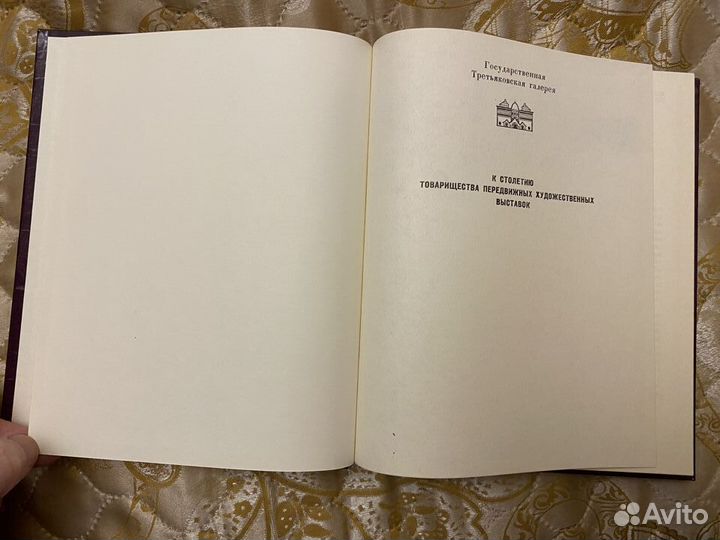 Государственная
Третьяковская галерея
К СТОЛЕТИЮ
ТОВАРИЩЕСТВА ПЕРЕДВИЖНЫХ ХУДОЖЕСТВЕННЫХ
ВЫСТАВОК
Avito